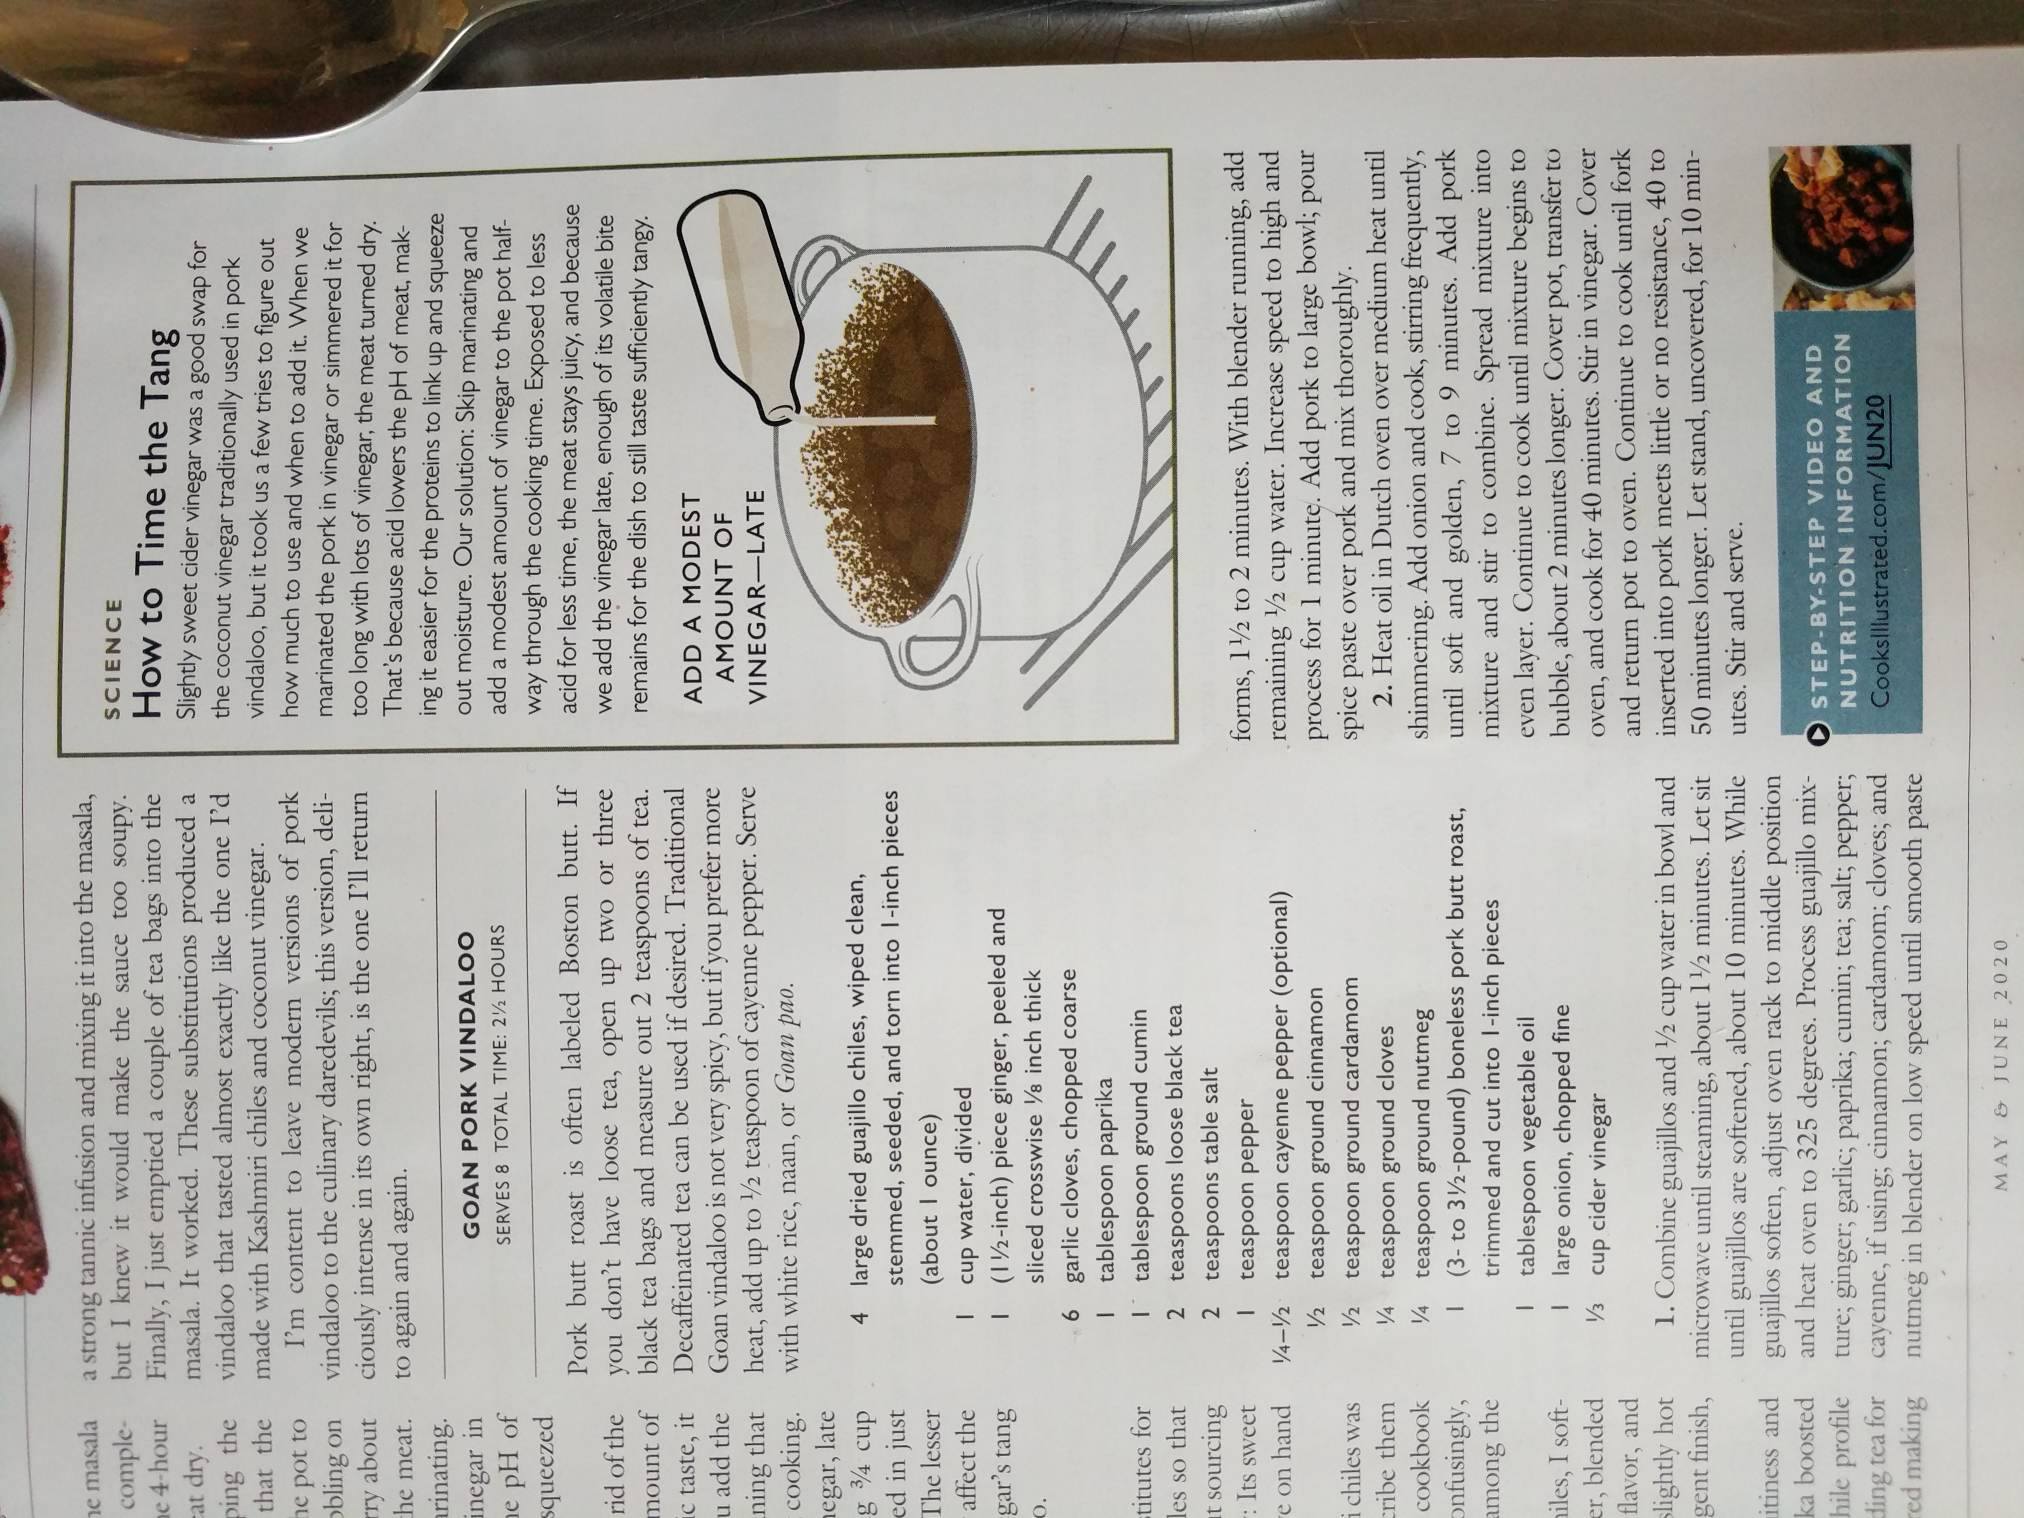 ne masala
comple-
ne 4-hour
eat dry.
ping the
that the
he pot to
bbling on
rry about
the meat.
arinating.
inegar in
ne pH of
squeezed
rid of the
mount of
ic taste, it
u add the
ning that
cooking.
negar, late
g ¾ cup
ed in just
The lesser
affect the
gar's tang
o.
titutes for
les so that
t sourcing
: Its sweet
e on hand
i chiles was
cribe them
cookbook
onfusingly,
among the
niles, I soft-
er, blended
flavor, and
slightly hot
gent finish,
itiness and
ka boosted
hile profile
ding tea for
red making
a strong tannic infusion and mixing it into the masala,
but I knew it would make the sauce too soupy.
Finally, I just emptied a couple of tea bags into the
masala. It worked. These substitutions produced a
vindaloo that tasted almost exactly like the one I'd
made with Kashmiri chiles and coconut vinegar.
I'm content to leave modern versions of pork
vindaloo to the culinary daredevils; this version, deli-
ciously intense in its own right, is the one I'll return
to again and again.
GOAN PORK VINDALOO
SERVES 8 TOTAL TIME: 2½ HOURS
Pork butt roast is often labeled Boston butt. If
you don't have loose tea, open up two or three
black tea bags and measure out 2 teaspoons of tea.
Decaffeinated tea can be used if desired. Traditional
Goan vindaloo is not very spicy, but if you prefer more
heat, add up to ½ teaspoon of cayenne pepper. Serve
with white rice, naan, or Goan pao.
4 large dried guajillo chiles, wiped clean,
stemmed, seeded, and torn into 1-inch pieces
(about 1 ounce)
1 cup water, divided
1 (1½-inch) piece ginger, peeled and
sliced crosswise ⅛ inch thick
6 garlic cloves, chopped coarse
1 tablespoon paprika
1 tablespoon ground cumin
2 teaspoons loose black tea
2 teaspoons table salt
1 teaspoon pepper
¼–½ teaspoon cayenne pepper (optional)
½ teaspoon ground cinnamon
½ teaspoon ground cardamom
¼ teaspoon ground cloves
¼ teaspoon ground nutmeg
1 (3- to 3½-pound) boneless pork butt roast,
trimmed and cut into 1-inch pieces
1 tablespoon vegetable oil
1 large onion, chopped fine
⅓ cup cider vinegar
1. Combine guajillos and ½ cup water in bowl and
microwave until steaming, about 1½ minutes. Let sit
until guajillos are softened, about 10 minutes. While
guajillos soften, adjust oven rack to middle position
and heat oven to 325 degrees. Process guajillo mix-
ture; ginger; garlic; paprika; cumin; tea; salt; pepper;
cayenne, if using; cinnamon; cardamom; cloves; and
nutmeg in blender on low speed until smooth paste
SCIENCE
How to Time the Tang
Slightly sweet cider vinegar was a good swap for
the coconut vinegar traditionally used in pork
vindaloo, but it took us a few tries to figure out
how much to use and when to add it. When we
marinated the pork in vinegar or simmered it for
too long with lots of vinegar, the meat turned dry.
That's because acid lowers the pH of meat, mak-
ing it easier for the proteins to link up and squeeze
out moisture. Our solution: Skip marinating and
add a modest amount of vinegar to the pot half-
way through the cooking time. Exposed to less
acid for less time, the meat stays juicy, and because
we add the vinegar late, enough of its volatile bite
remains for the dish to still taste sufficiently tangy.
ADD A MODEST
AMOUNT OF
VINEGAR—LATE
forms, 1½ to 2 minutes. With blender running, add
remaining ½ cup water. Increase speed to high and
process for 1 minute. Add pork to large bowl; pour
spice paste over pork and mix thoroughly.
2. Heat oil in Dutch oven over medium heat until
shimmering. Add onion and cook, stirring frequently,
until soft and golden, 7 to 9 minutes. Add pork
mixture and stir to combine. Spread mixture into
even layer. Continue to cook until mixture begins to
bubble, about 2 minutes longer. Cover pot, transfer to
oven, and cook for 40 minutes. Stir in vinegar. Cover
and return pot to oven. Continue to cook until fork
inserted into pork meets little or no resistance, 40 to
50 minutes longer. Let stand, uncovered, for 10 min-
utes. Stir and serve.
STEP-BY-STEP VIDEO AND
NUTRITION INFORMATION
CooksIllustrated.com/JUN20
MAY & JUNE 2020